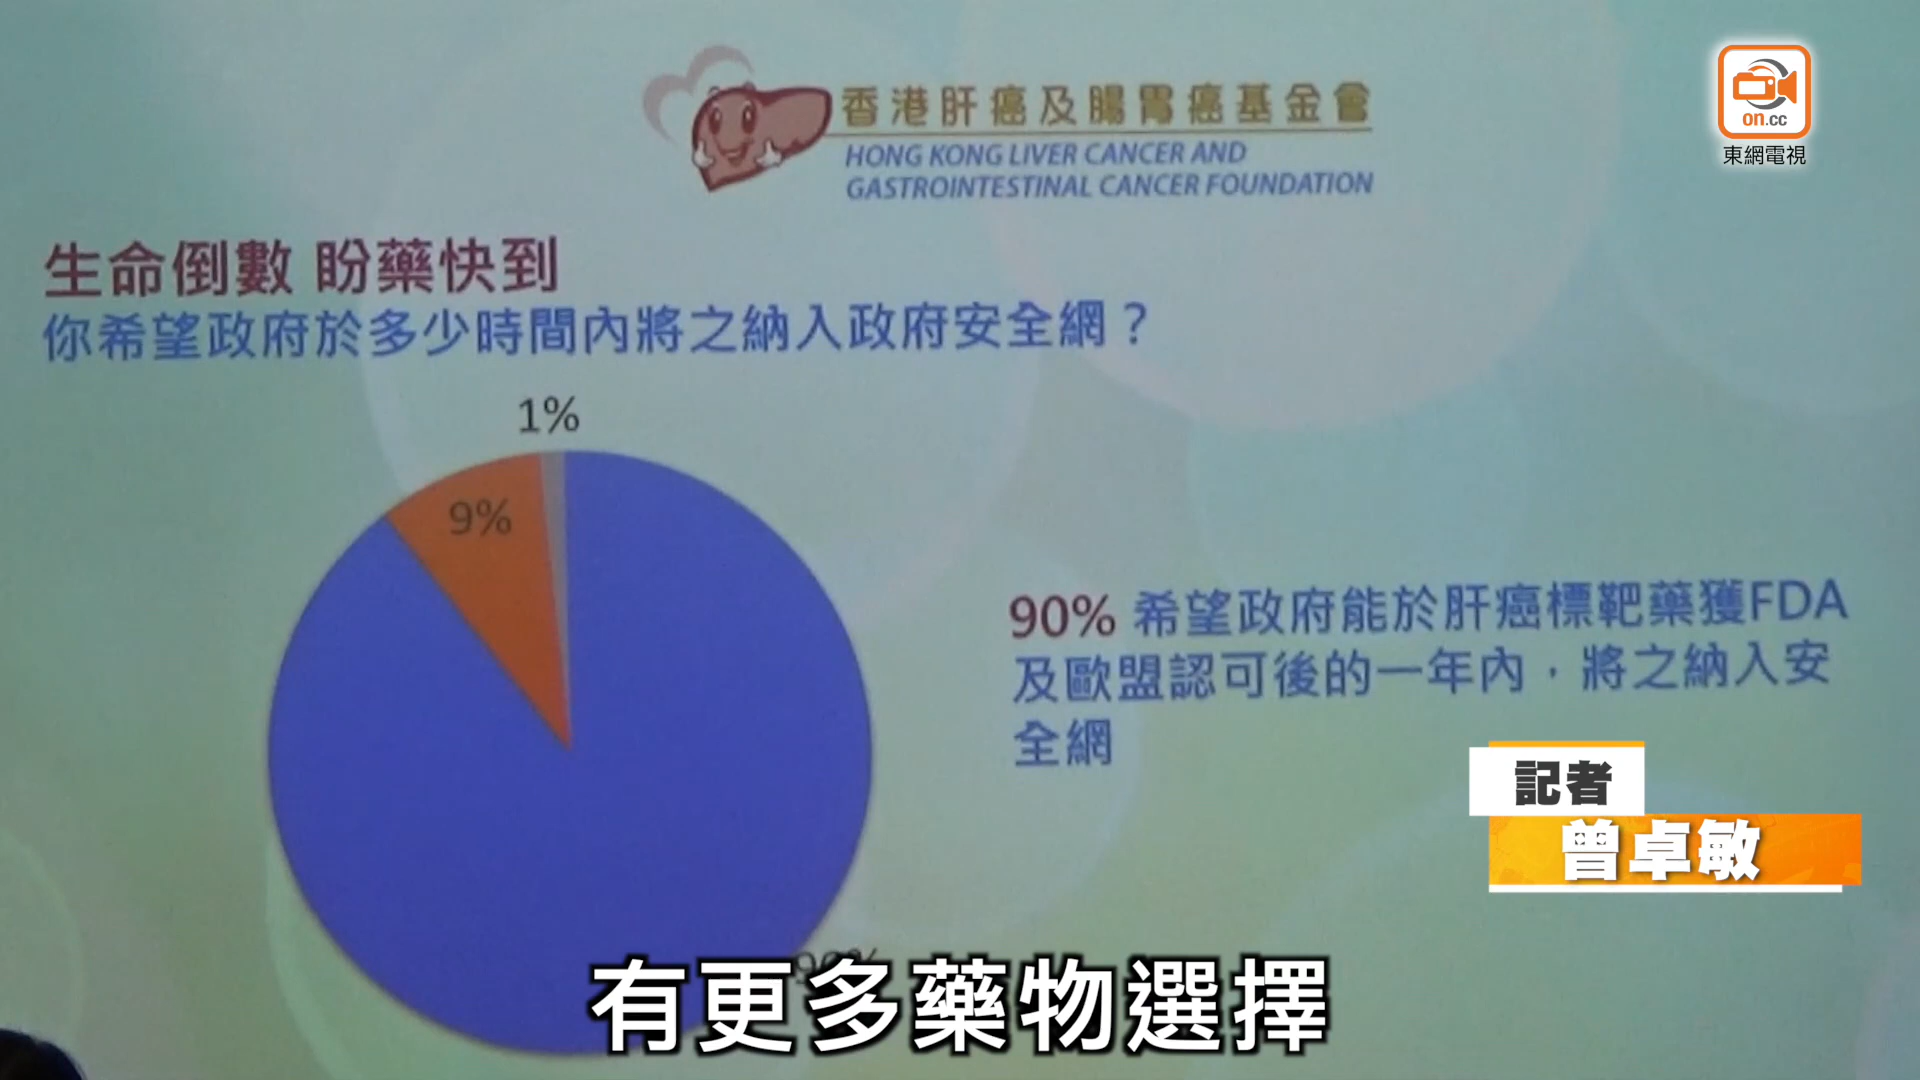 香港肝癌及腸胃癌基金會
HONG KONG LIVER CANCER AND
GASTROINTESTINAL CANCER FOUNDATION
on.cc
東網電視
生命倒數 盼藥快到
你希望政府於多少時間內將之納入政府安全網？
1%
9%
90% 希望政府能於肝癌標靶藥獲FDA
及歐盟認可後的一年內，將之納入安
全網
記者
曾卓敏
有更多藥物選擇